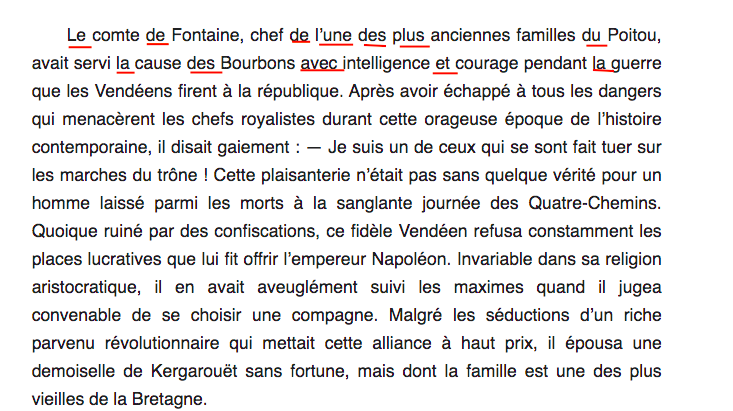 Le comte de Fontaine, chef de l’une des plus anciennes familles du Poitou,
avait servi la cause des Bourbons avec intelligence et courage pendant la guerre
que les Vendéens firent à la république. Après avoir échappé à tous les dangers
qui menacèrent les chefs royalistes durant cette orageuse époque de l’histoire
contemporaine, il disait gaiement : — Je suis un de ceux qui se sont fait tuer sur
les marches du trône ! Cette plaisanterie n’était pas sans quelque vérité pour un
homme laissé parmi les morts à la sanglante journée des Quatre-Chemins.
Quoique ruiné par des confiscations, ce fidèle Vendéen refusa constamment les
places lucratives que lui fit offrir l’empereur Napoléon. Invariable dans sa religion
aristocratique, il en avait aveuglément suivi les maximes quand il jugea
convenable de se choisir une compagne. Malgré les séductions d’un riche
parvenu révolutionnaire qui mettait cette alliance à haut prix, il épousa une
demoiselle de Kergarouët sans fortune, mais dont la famille est une des plus
vieilles de la Bretagne.